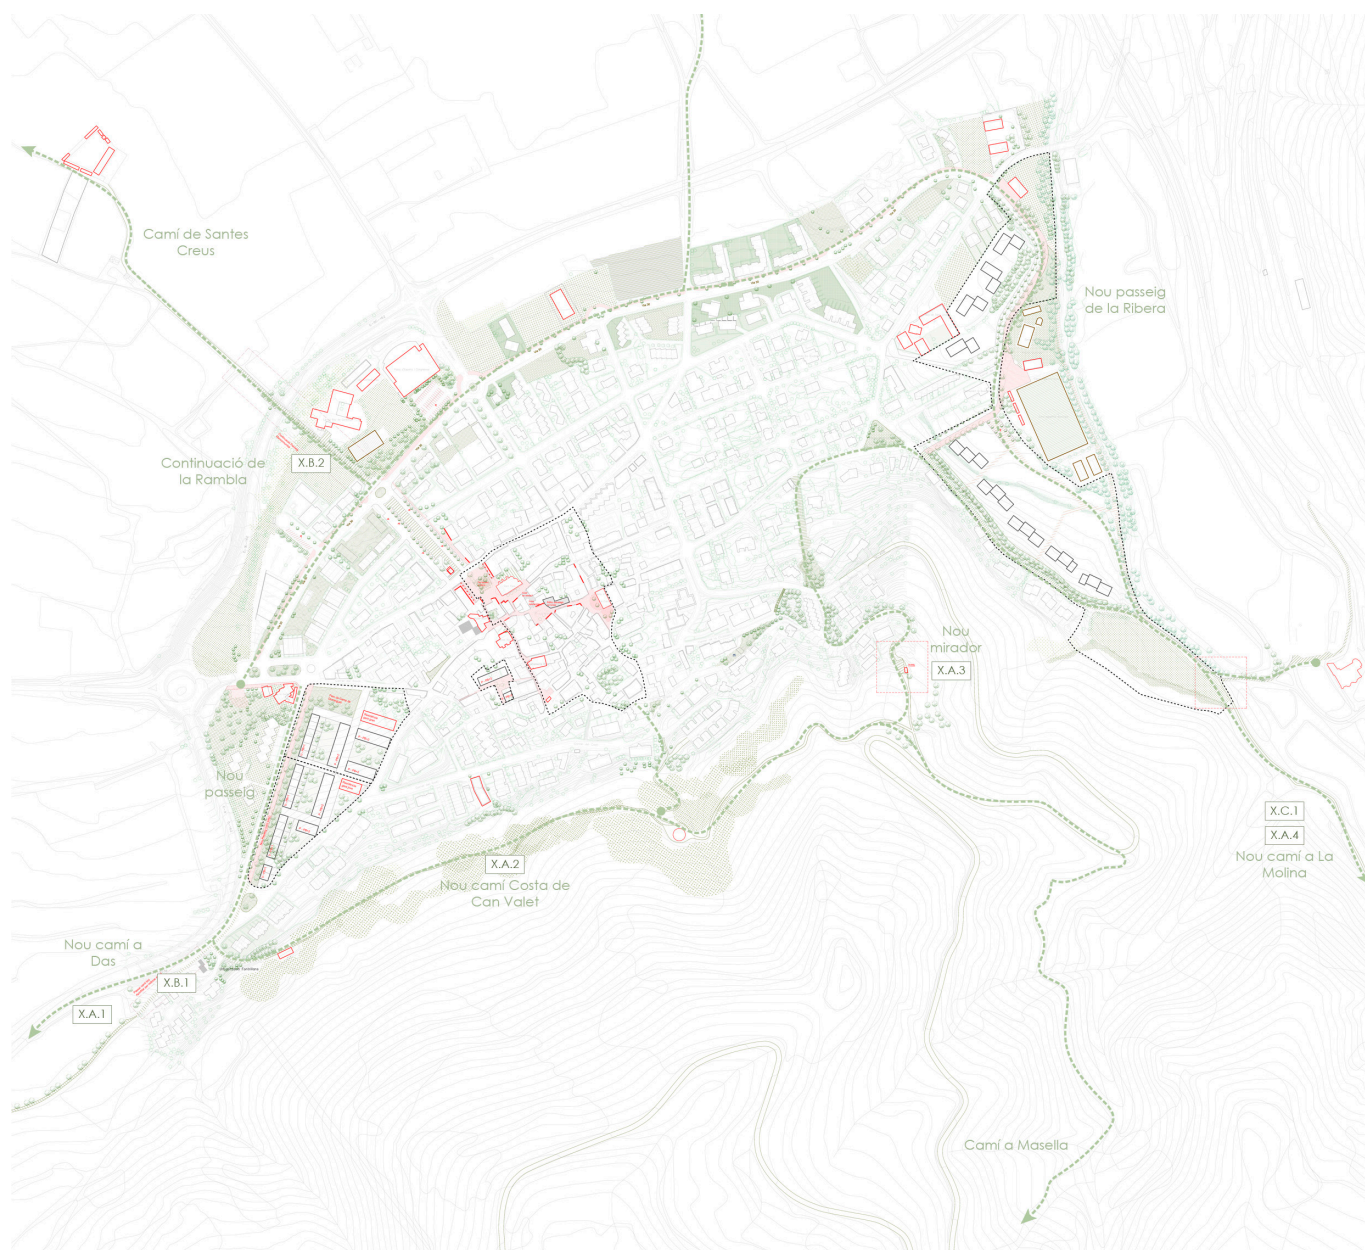 Camí de Santes
Creus
Nou passeig
de la Ribera
Continuació de
la Rambla
X.B.2
Nou
mirador
X.A.3
Nou
passeig
X.C.1
X.A.4
Nou camí a La
Molina
X.A.2
Nou camí Costa de
Can Valet
Nou camí a
Das
X.B.1
X.A.1
Camí a Masella